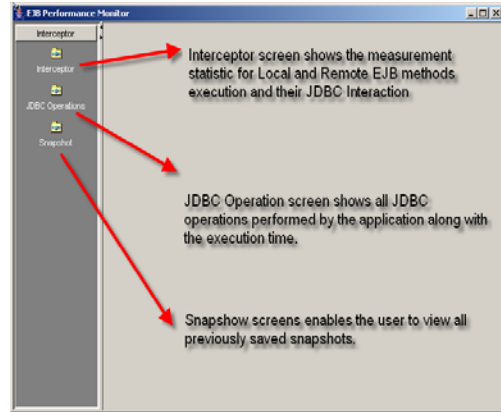 EJB Performance Monitor
Interceptor
Interceptor
JDBC Operations
Snapshot
Interceptor screen shows the measurement
statistic for Local and Remote EJB methods
execution and their JDBC Interaction
JDBC Operation screen shows all JDBC
operations performed by the application along with
the execution time.
Snapshow screens enables the user to view all
previously saved snapshots.